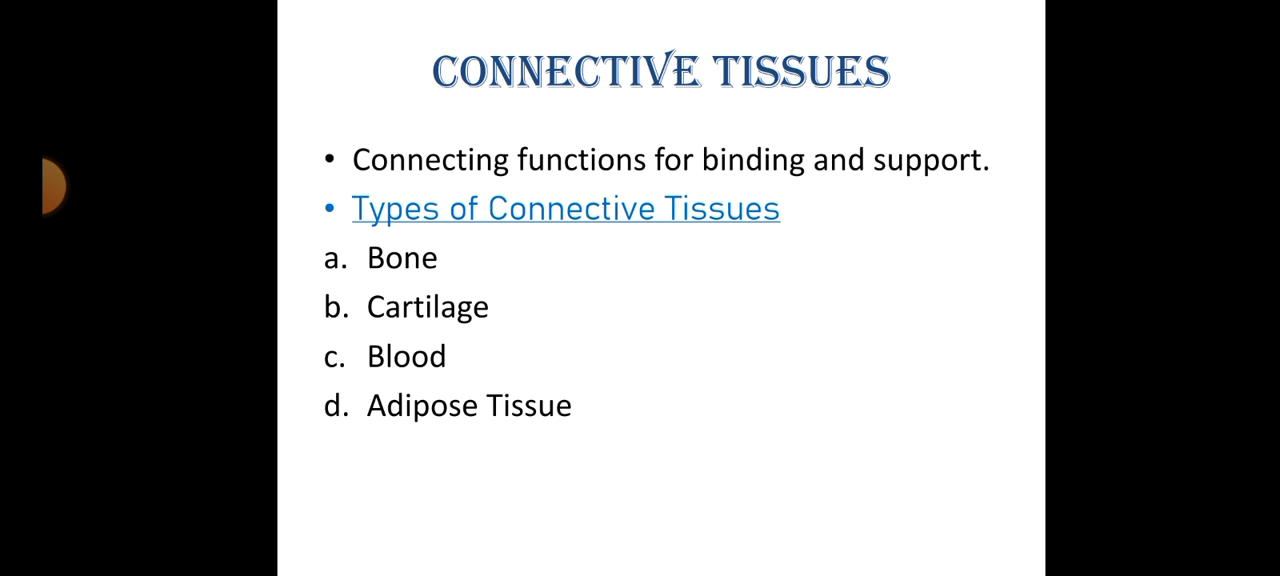 CONNECTIVE TISSUES
• Connecting functions for binding and support.
• Types of Connective Tissues
a. Bone
b. Cartilage
c. Blood
d. Adipose Tissue